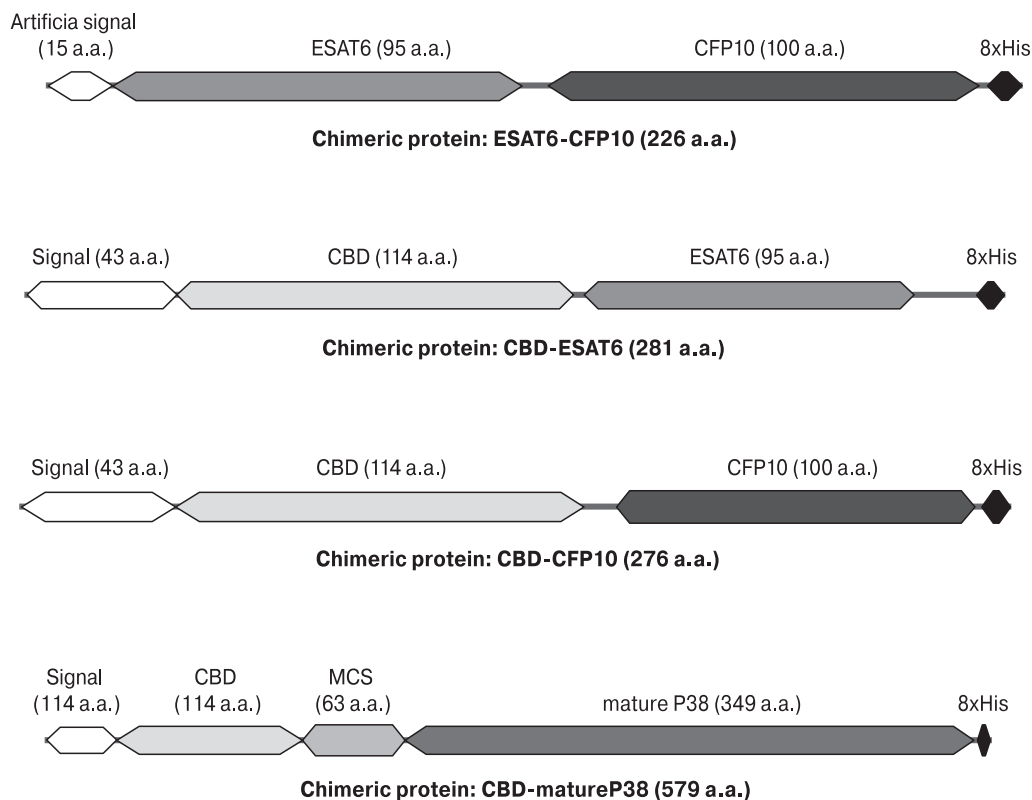 Artificia signal
(15 a.a.) ESAT6 (95 a.a.) CFP10 (100 a.a.) 8xHis
Chimeric protein: ESAT6-CFP10 (226 a.a.)
Signal (43 a.a.) CBD (114 a.a.) ESAT6 (95 a.a.) 8xHis
Chimeric protein: CBD-ESAT6 (281 a.a.)
Signal (43 a.a.) CBD (114 a.a.) CFP10 (100 a.a.) 8xHis
Chimeric protein: CBD-CFP10 (276 a.a.)
Signal CBD MCS
(114 a.a.) (114 a.a.) (63 a.a.) mature P38 (349 a.a.) 8xHis
Chimeric protein: CBD-matureP38 (579 a.a.)